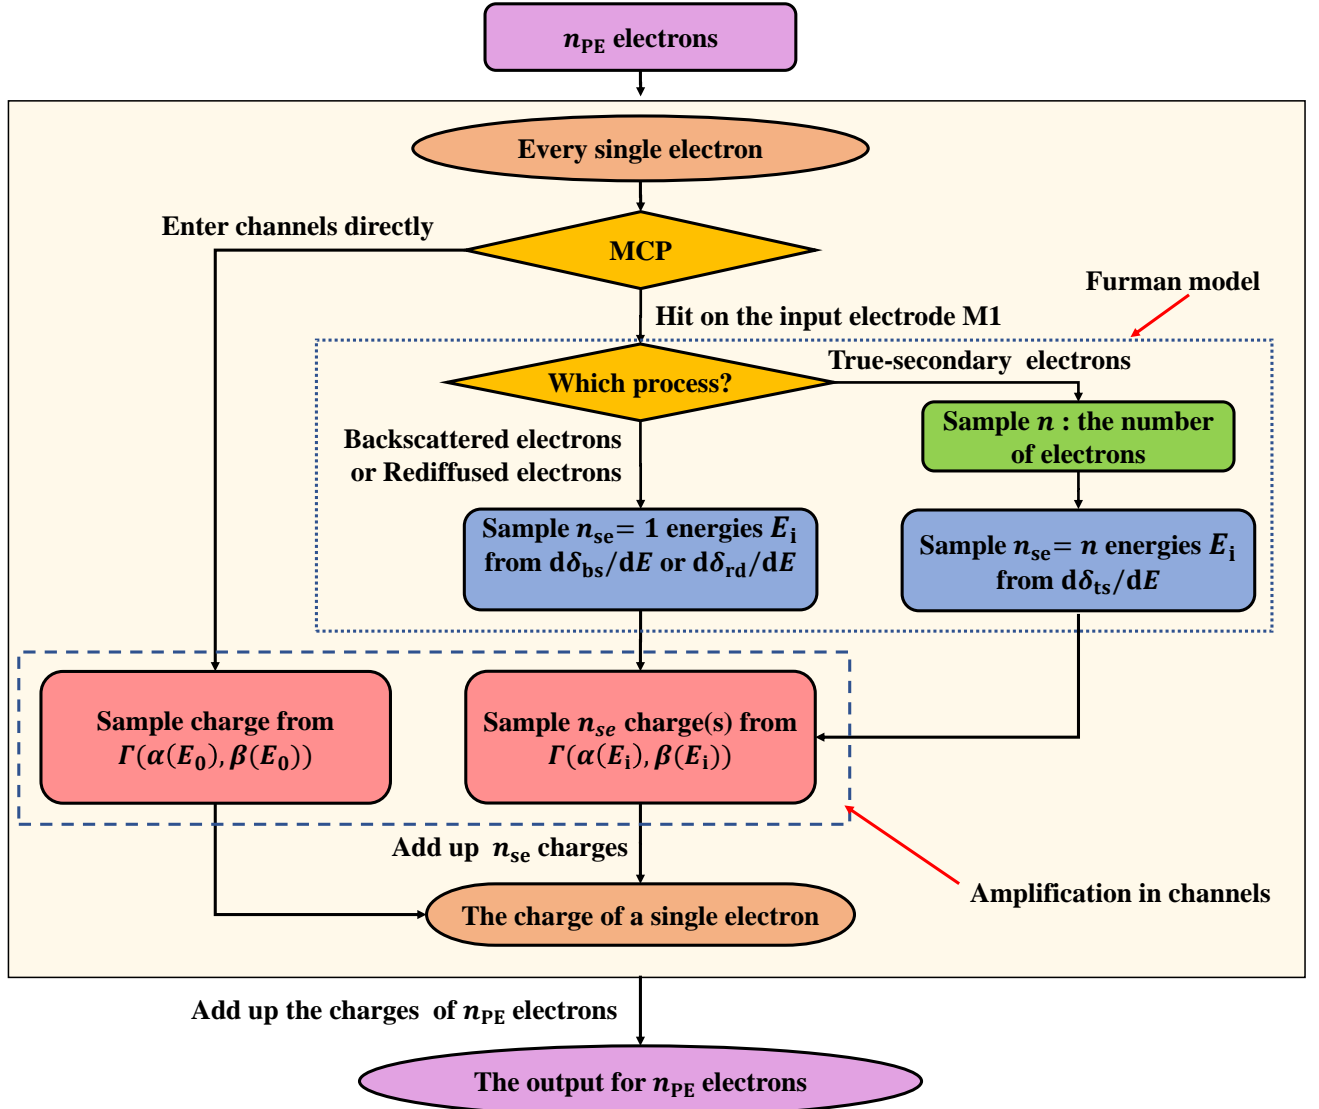 n_PE electrons
Every single electron
Enter channels directly
MCP
Furman model
Hit on the input electrode M1
True-secondary electrons
Which process?
Sample n : the number
of electrons
Backscattered electrons
or Rediffused electrons
Sample n_se = 1 energies E_i
from dδ_bs/dE or dδ_rd/dE
Sample n_se = n energies E_i
from dδ_ts/dE
Sample charge from
Γ(α(E_0), β(E_0))
Sample n_se charge(s) from
Γ(α(E_i), β(E_i))
Add up n_se charges
Amplification in channels
The charge of a single electron
Add up the charges of n_PE electrons
The output for n_PE electrons